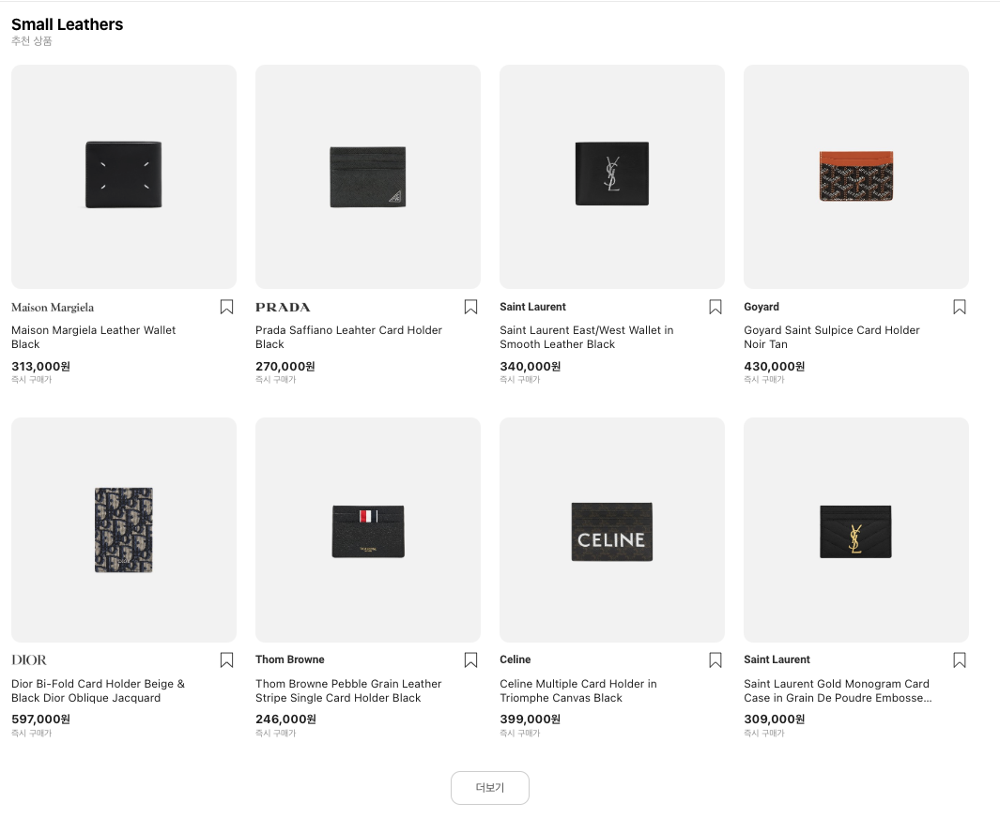 Small Leathers
추천 상품
Maison Margiela
Maison Margiela Leather Wallet
Black
313,000원
즉시 구매가
PRADA
Prada Saffiano Leahter Card Holder
Black
270,000원
즉시 구매가
YSL
Saint Laurent
Saint Laurent East/West Wallet in
Smooth Leather Black
340,000원
즉시 구매가
Goyard
Goyard Saint Sulpice Card Holder
Noir Tan
430,000원
즉시 구매가
DIOR
Dior Bi-Fold Card Holder Beige &
Black Dior Oblique Jacquard
597,000원
즉시 구매가
Thom Browne
Thom Browne Pebble Grain Leather
Stripe Single Card Holder Black
246,000원
즉시 구매가
CELINE
Celine
Celine Multiple Card Holder in
Triomphe Canvas Black
399,000원
즉시 구매가
YSL
Saint Laurent
Saint Laurent Gold Monogram Card
Case in Grain De Poudre Embosse...
309,000원
즉시 구매가
더보기